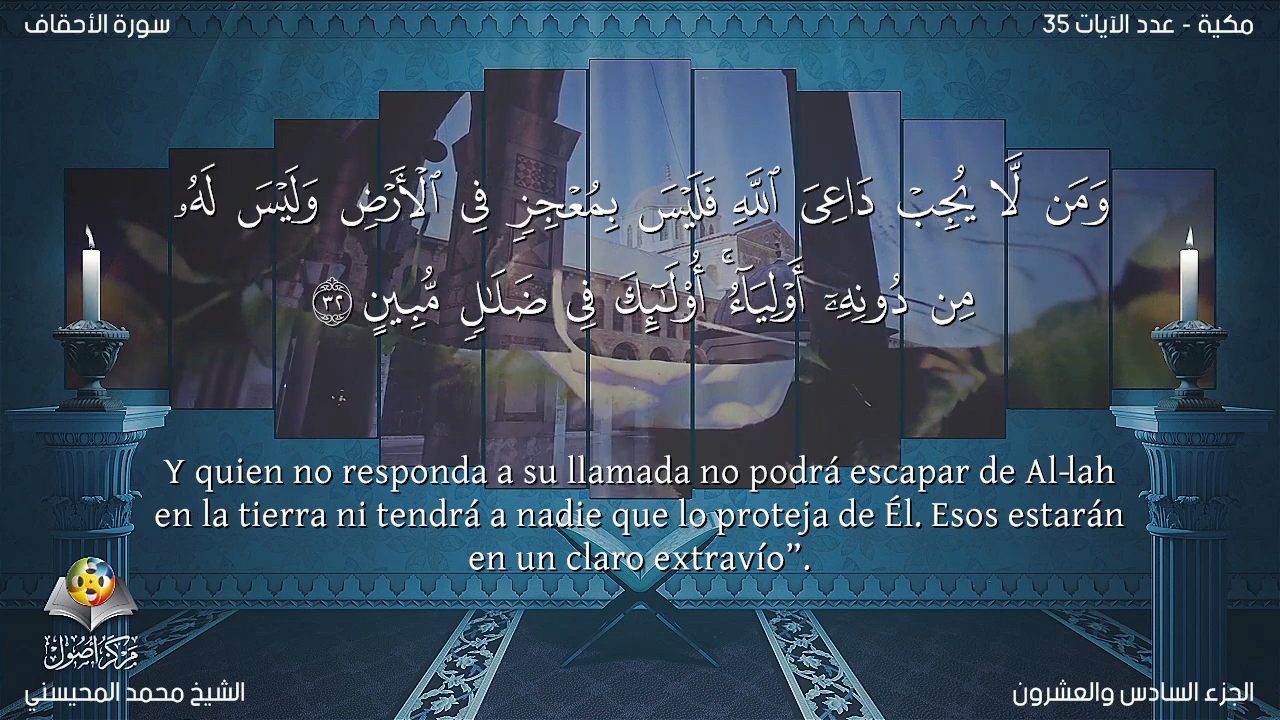 سورة الأحقاف
مكية - عدد الآيات 35
وَمَن لَّا يُجِبْ دَاعِىَ ٱللَّهِ فَلَيْسَ بِمُعْجِزٍ فِى ٱلْأَرْضِ وَلَيْسَ لَهُۥ
مِن دُونِهِۦٓ أَوْلِيَآءُ ۚ أُو۟لَـٰٓئِكَ فِى ضَلَـٰلٍ مُّبِينٍ ٣٢
Y quien no responda a su llamada no podrá escapar de Al-lah
en la tierra ni tendrá a nadie que lo proteja de Él. Esos estarán
en un claro extravío”.
مركز أصول
الشيخ محمد المحيسني
الجزء السادس والعشرون